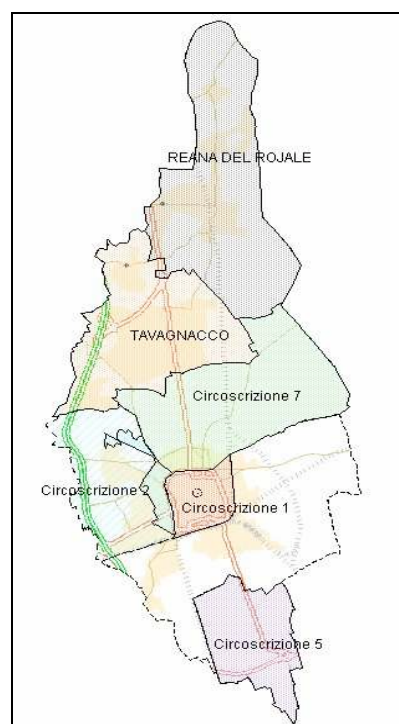 REANA DEL ROJALE
TAVAGNACCO
Circoscrizione 7
Circoscrizione 2
Circoscrizione 1
Circoscrizione 5